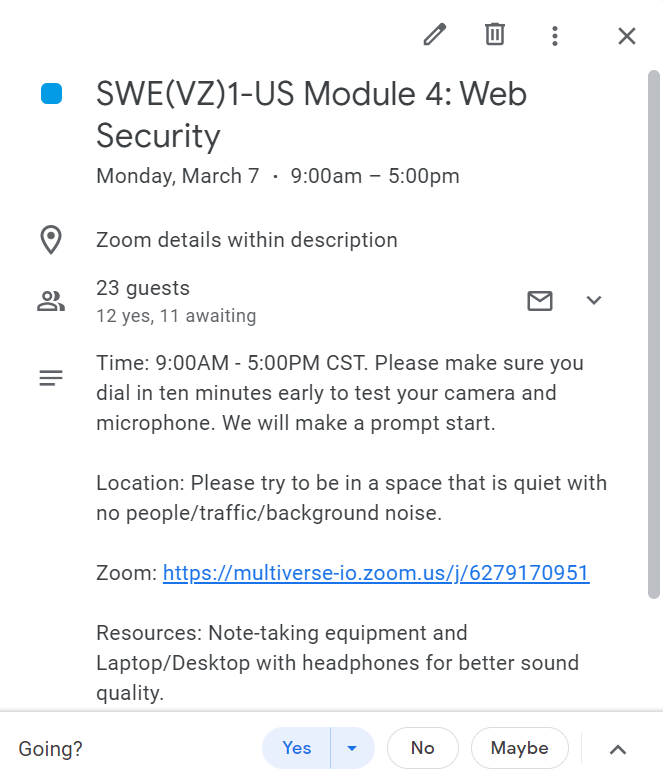 SWE(VZ)1-US Module 4: Web
Security
Monday, March 7 · 9:00am – 5:00pm
Zoom details within description
23 guests
12 yes, 11 awaiting
Time: 9:00AM - 5:00PM CST. Please make sure you
dial in ten minutes early to test your camera and
microphone. We will make a prompt start.
Location: Please try to be in a space that is quiet with
no people/traffic/background noise.
Zoom: https://multiverse-io.zoom.us/j/6279170951
Resources: Note-taking equipment and
Laptop/Desktop with headphones for better sound
quality.
Going?
Yes
No
Maybe